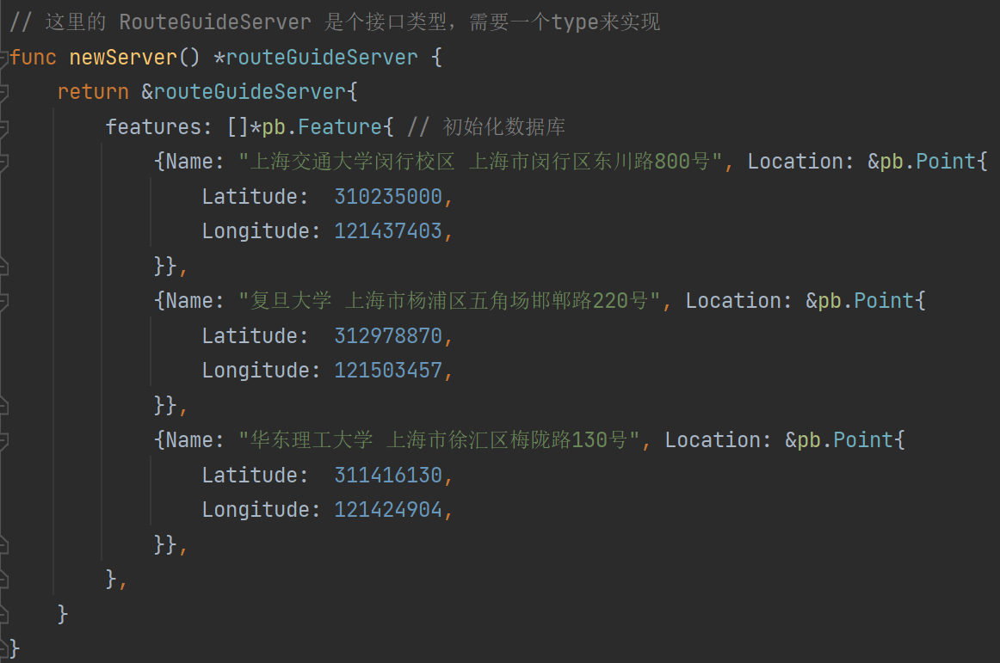 // 这里的 RouteGuideServer 是个接口类型，需要一个type来实现
func newServer() *routeGuideServer {
    return &routeGuideServer{
        features: []*pb.Feature{ // 初始化数据库
            {Name: "上海交通大学闵行校区 上海市闵行区东川路800号", Location: &pb.Point{
                Latitude:  310235000,
                Longitude: 121437403,
            }},
            {Name: "复旦大学 上海市杨浦区五角场邯郸路220号", Location: &pb.Point{
                Latitude:  312978870,
                Longitude: 121503457,
            }},
            {Name: "华东理工大学 上海市徐汇区梅陇路130号", Location: &pb.Point{
                Latitude:  311416130,
                Longitude: 121424904,
            }},
        },
    }
}